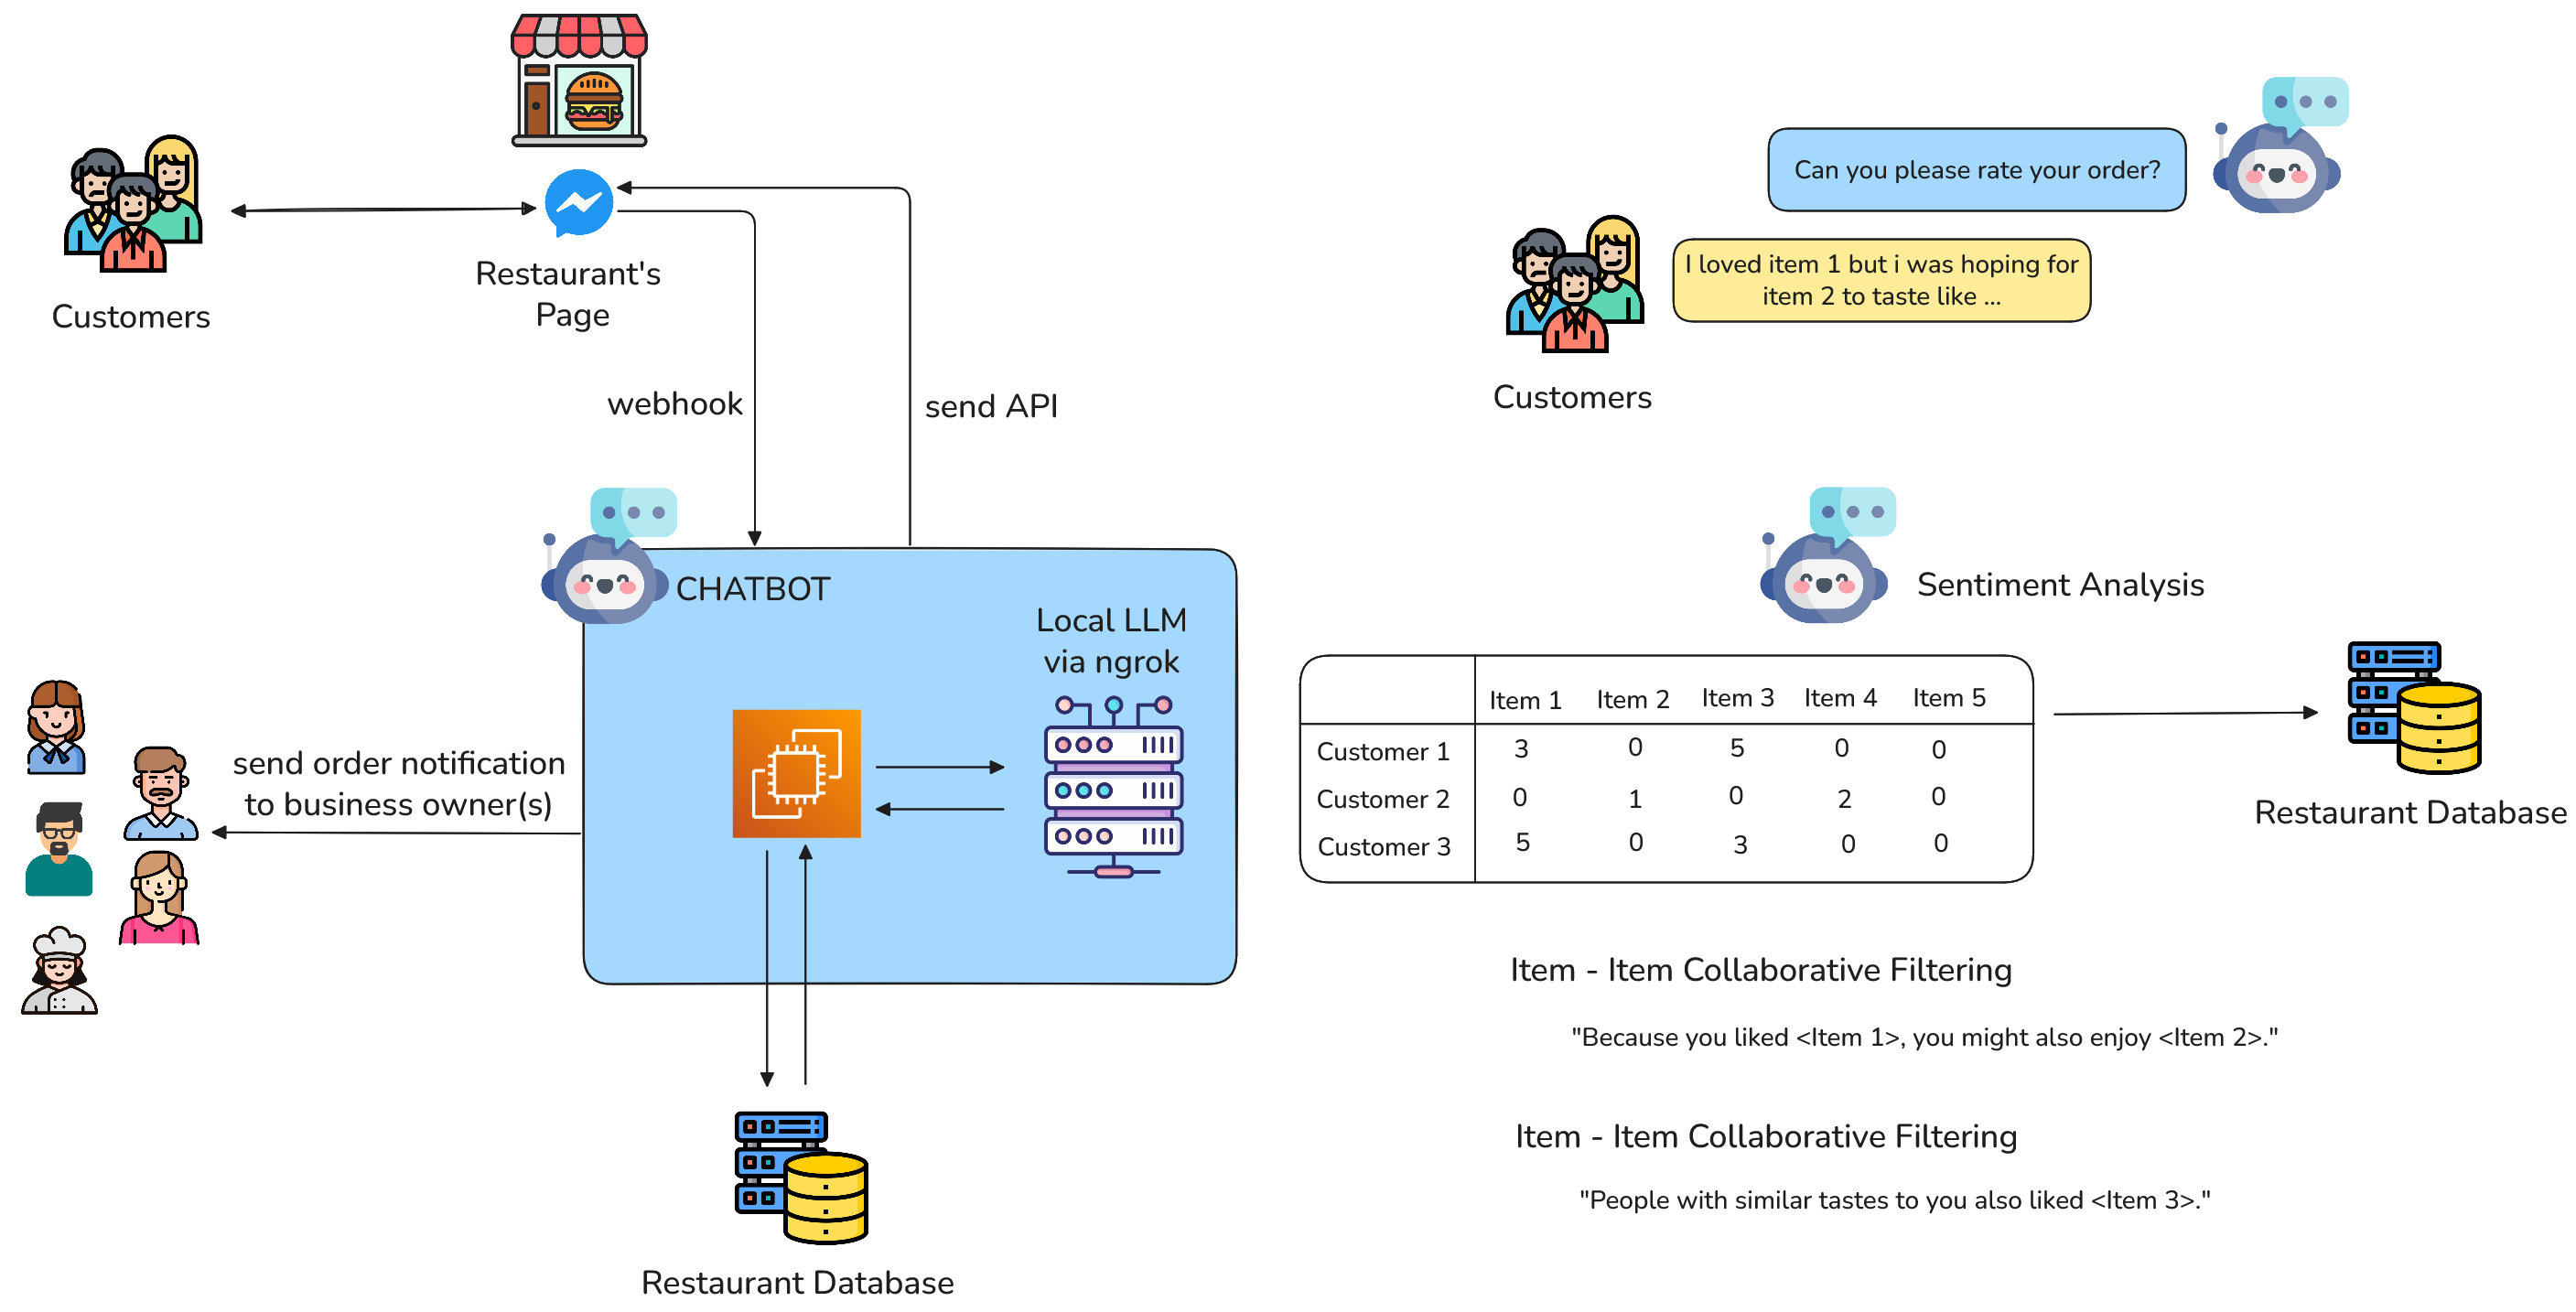 Customers
Restaurant's
Page
webhook
send API
CHATBOT
Local LLM
via ngrok
send order notification
to business owner(s)
Restaurant Database
Can you please rate your order?
I loved item 1 but i was hoping for
item 2 to taste like ...
Customers
Sentiment Analysis
Item 1 Item 2 Item 3 Item 4 Item 5
Customer 1 3 0 5 0 0
Customer 2 0 1 0 2 0
Customer 3 5 0 3 0 0
Restaurant Database
Item - Item Collaborative Filtering
"Because you liked <Item 1>, you might also enjoy <Item 2>."
Item - Item Collaborative Filtering
"People with similar tastes to you also liked <Item 3>."